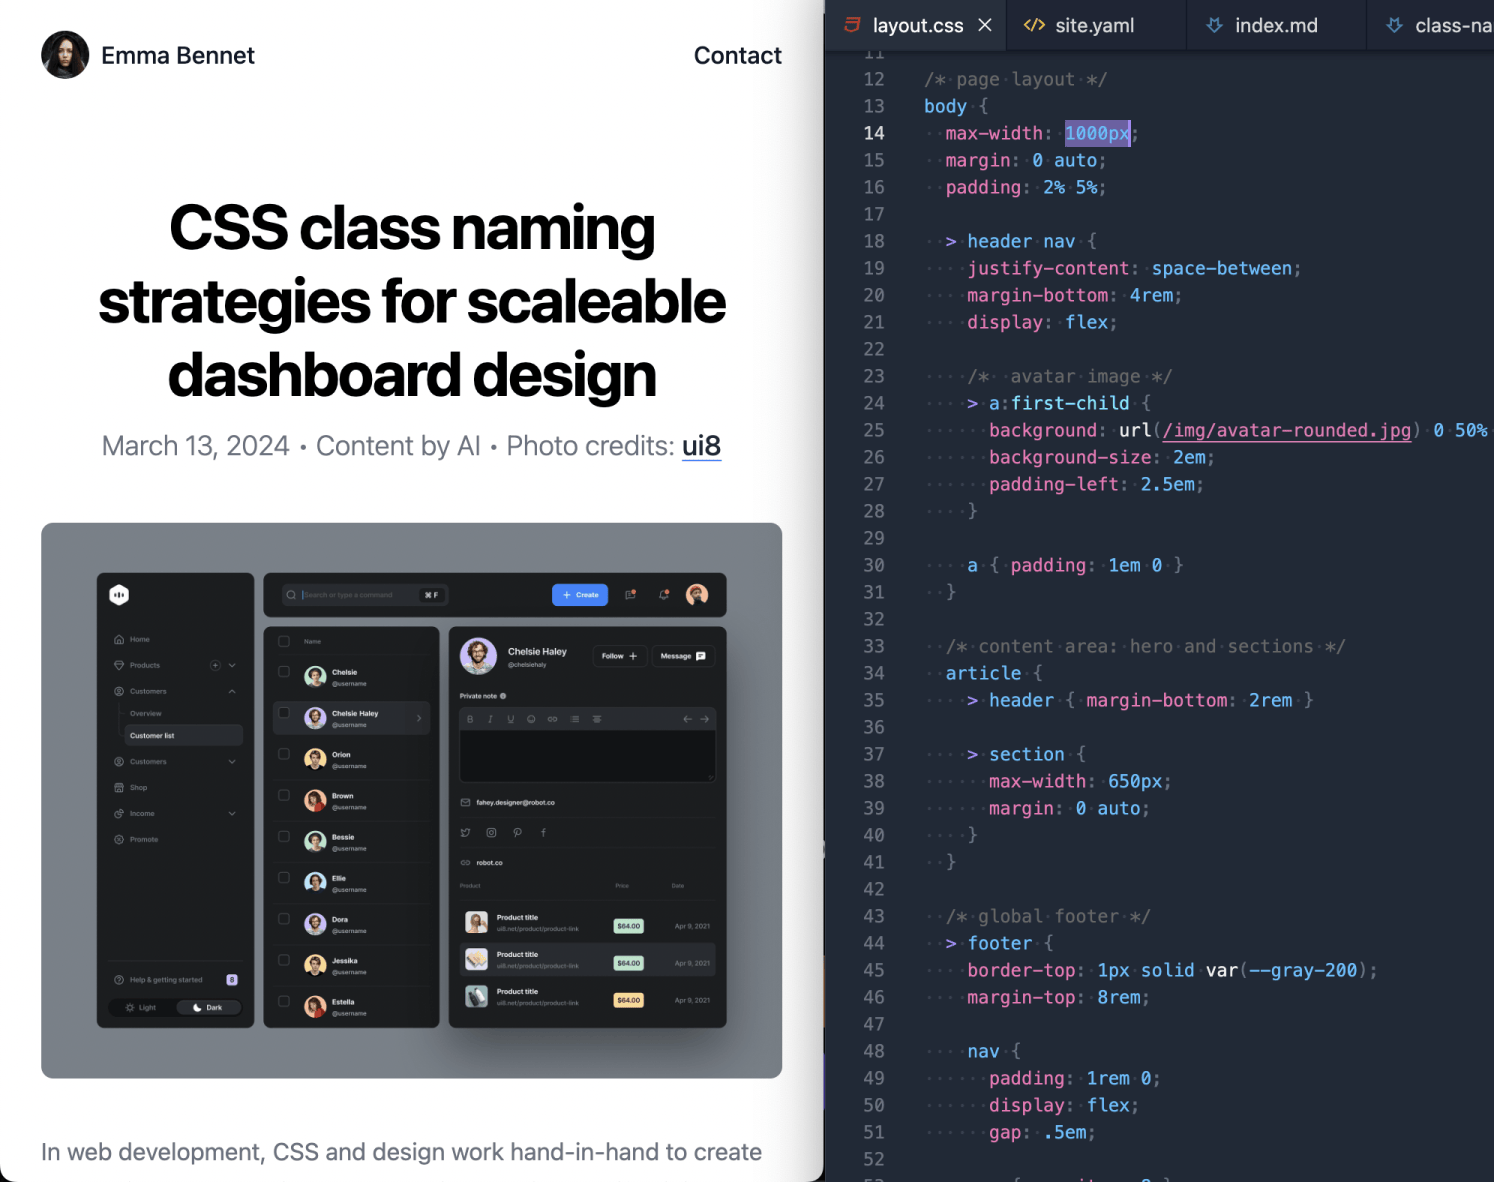 Emma Bennet
Contact
CSS class naming
strategies for scaleable
dashboard design
March 13, 2024 • Content by AI • Photo credits: ui8
Search or type a command
⌘ F
+ Create
Home
Products
Customers
Overview
Customer list
Customers
Shop
Income
Promote
Help & getting started
8
Light
Dark
Name
Chelsie
@username
Chelsie Haley
@username
Orion
@username
Brown
@username
Bessie
@username
Ellie
@username
Dora
@username
Jessika
@username
Estella
@username
Chelsie Haley
@chelsiehaly
Follow +
Message
Private note
B I U
fahey.designer@robot.co
robot.co
Product Price Date
Product title
ui8.net/product/product-link
$64.00
Apr 9, 2021
Product title
ui8.net/product/product-link
$64.00
Apr 9, 2021
Product title
ui8.net/product/product-link
$64.00
Apr 9, 2021
In web development, CSS and design work hand-in-hand to create
layout.css
site.yaml
index.md
class-na
11
12 /* page layout */
13 body {
14 max-width: 1000px;
15 margin: 0 auto;
16 padding: 2% 5%;
17
18 > header nav {
19 justify-content: space-between;
20 margin-bottom: 4rem;
21 display: flex;
22
23 /* avatar image */
24 > a:first-child {
25 background: url(/img/avatar-rounded.jpg) 0 50%
26 background-size: 2em;
27 padding-left: 2.5em;
28 }
29
30 a { padding: 1em 0 }
31 }
32
33 /* content area: hero and sections */
34 article {
35 > header { margin-bottom: 2rem }
36
37 > section {
38 max-width: 650px;
39 margin: 0 auto;
40 }
41 }
42
43 /* global footer */
44 > footer {
45 border-top: 1px solid var(--gray-200);
46 margin-top: 8rem;
47
48 nav {
49 padding: 1rem 0;
50 display: flex;
51 gap: .5em;
52